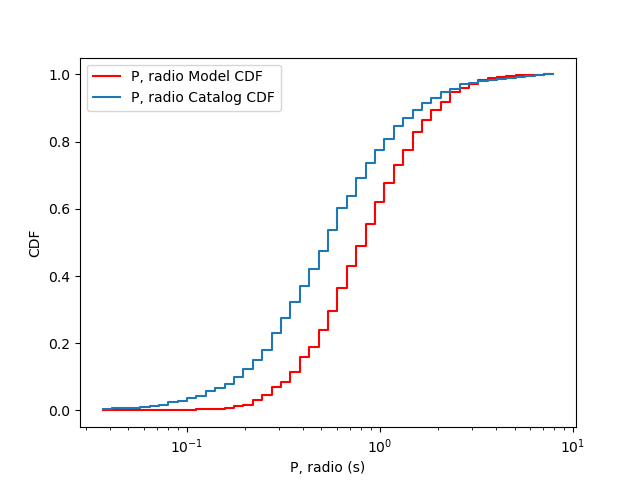 P, radio Model CDF
P, radio Catalog CDF
CDF
1.0
0.8
0.6
0.4
0.2
0.0
10⁻¹ 10⁰ 10¹
P, radio (s)